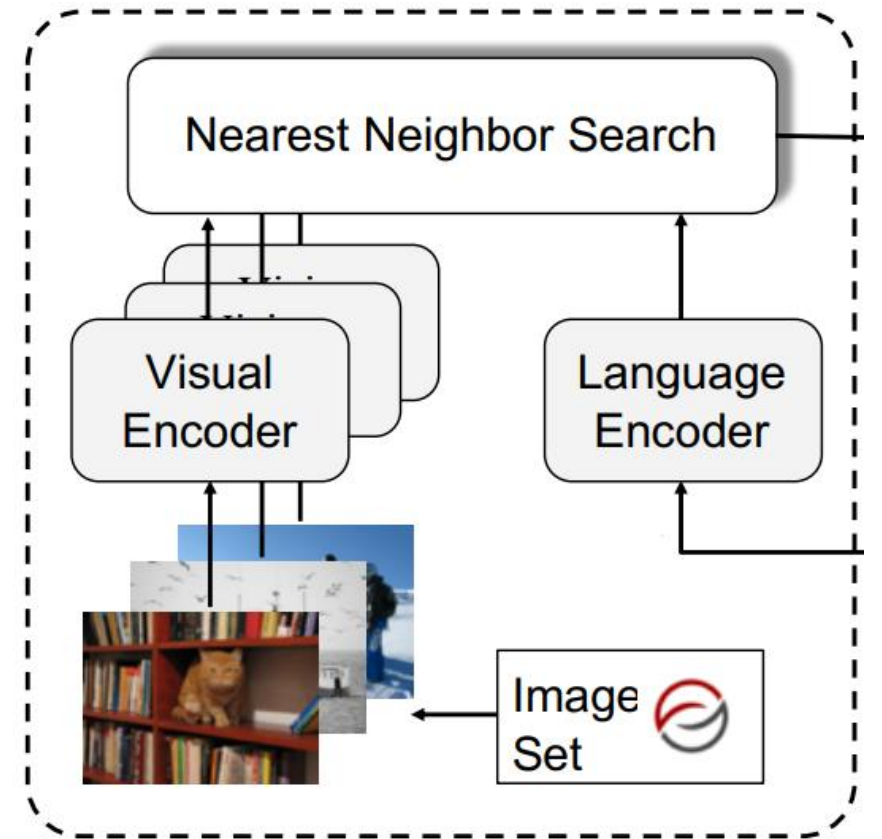 Nearest Neighbor Search
Visual
Encoder
Language
Encoder
Image
Set